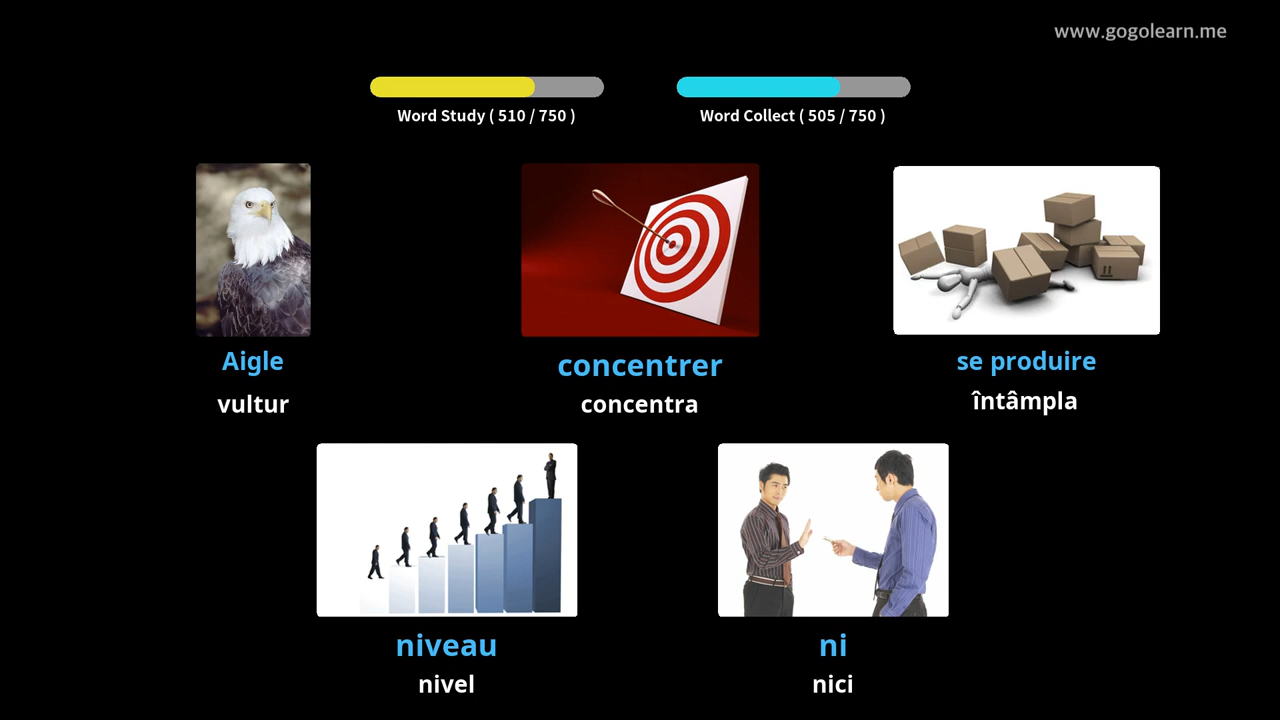 www.gogolearn.me
Word Study ( 510 / 750 )
Word Collect ( 505 / 750 )
Aigle
concentrer
se produire
vultur
concentra
întâmpla
niveau
ni
nivel
nici